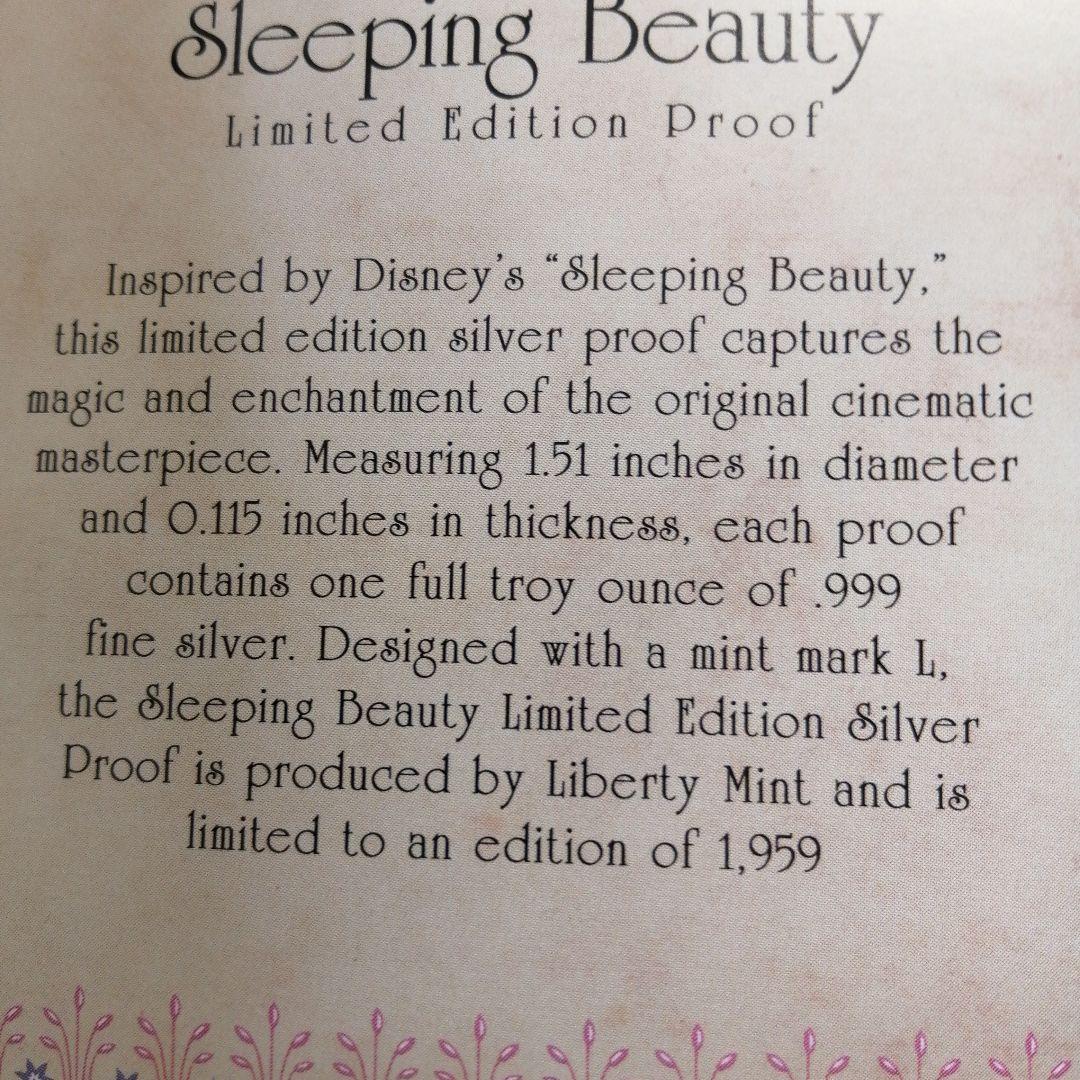 Sleeping Beauty
Limited Edition Proof
Inspired by Disney's “Sleeping Beauty,”
this limited edition silver proof captures the
magic and enchantment of the original cinematic
masterpiece. Measuring 1.51 inches in diameter
and 0.115 inches in thickness, each proof
contains one full troy ounce of .999
fine silver. Designed with a mint mark L,
the Sleeping Beauty Limited Edition Silver
Proof is produced by Liberty Mint and is
limited to an edition of 1,959